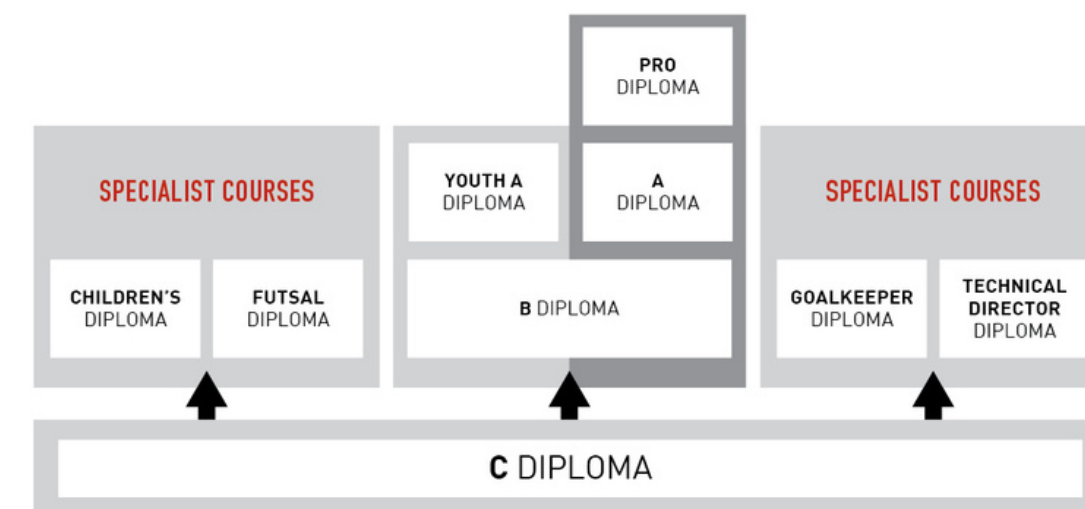 PRO
DIPLOMA
SPECIALIST COURSES
YOUTH A
DIPLOMA
A
DIPLOMA
SPECIALIST COURSES
CHILDREN'S
DIPLOMA
FUTSAL
DIPLOMA
B DIPLOMA
GOALKEEPER
DIPLOMA
TECHNICAL
DIRECTOR
DIPLOMA
C DIPLOMA